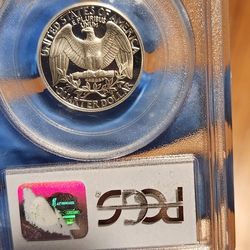 UNITED STATES OF AMERICA
E PLURIBUS
UNUM
QUARTER DOLLAR
PCGS